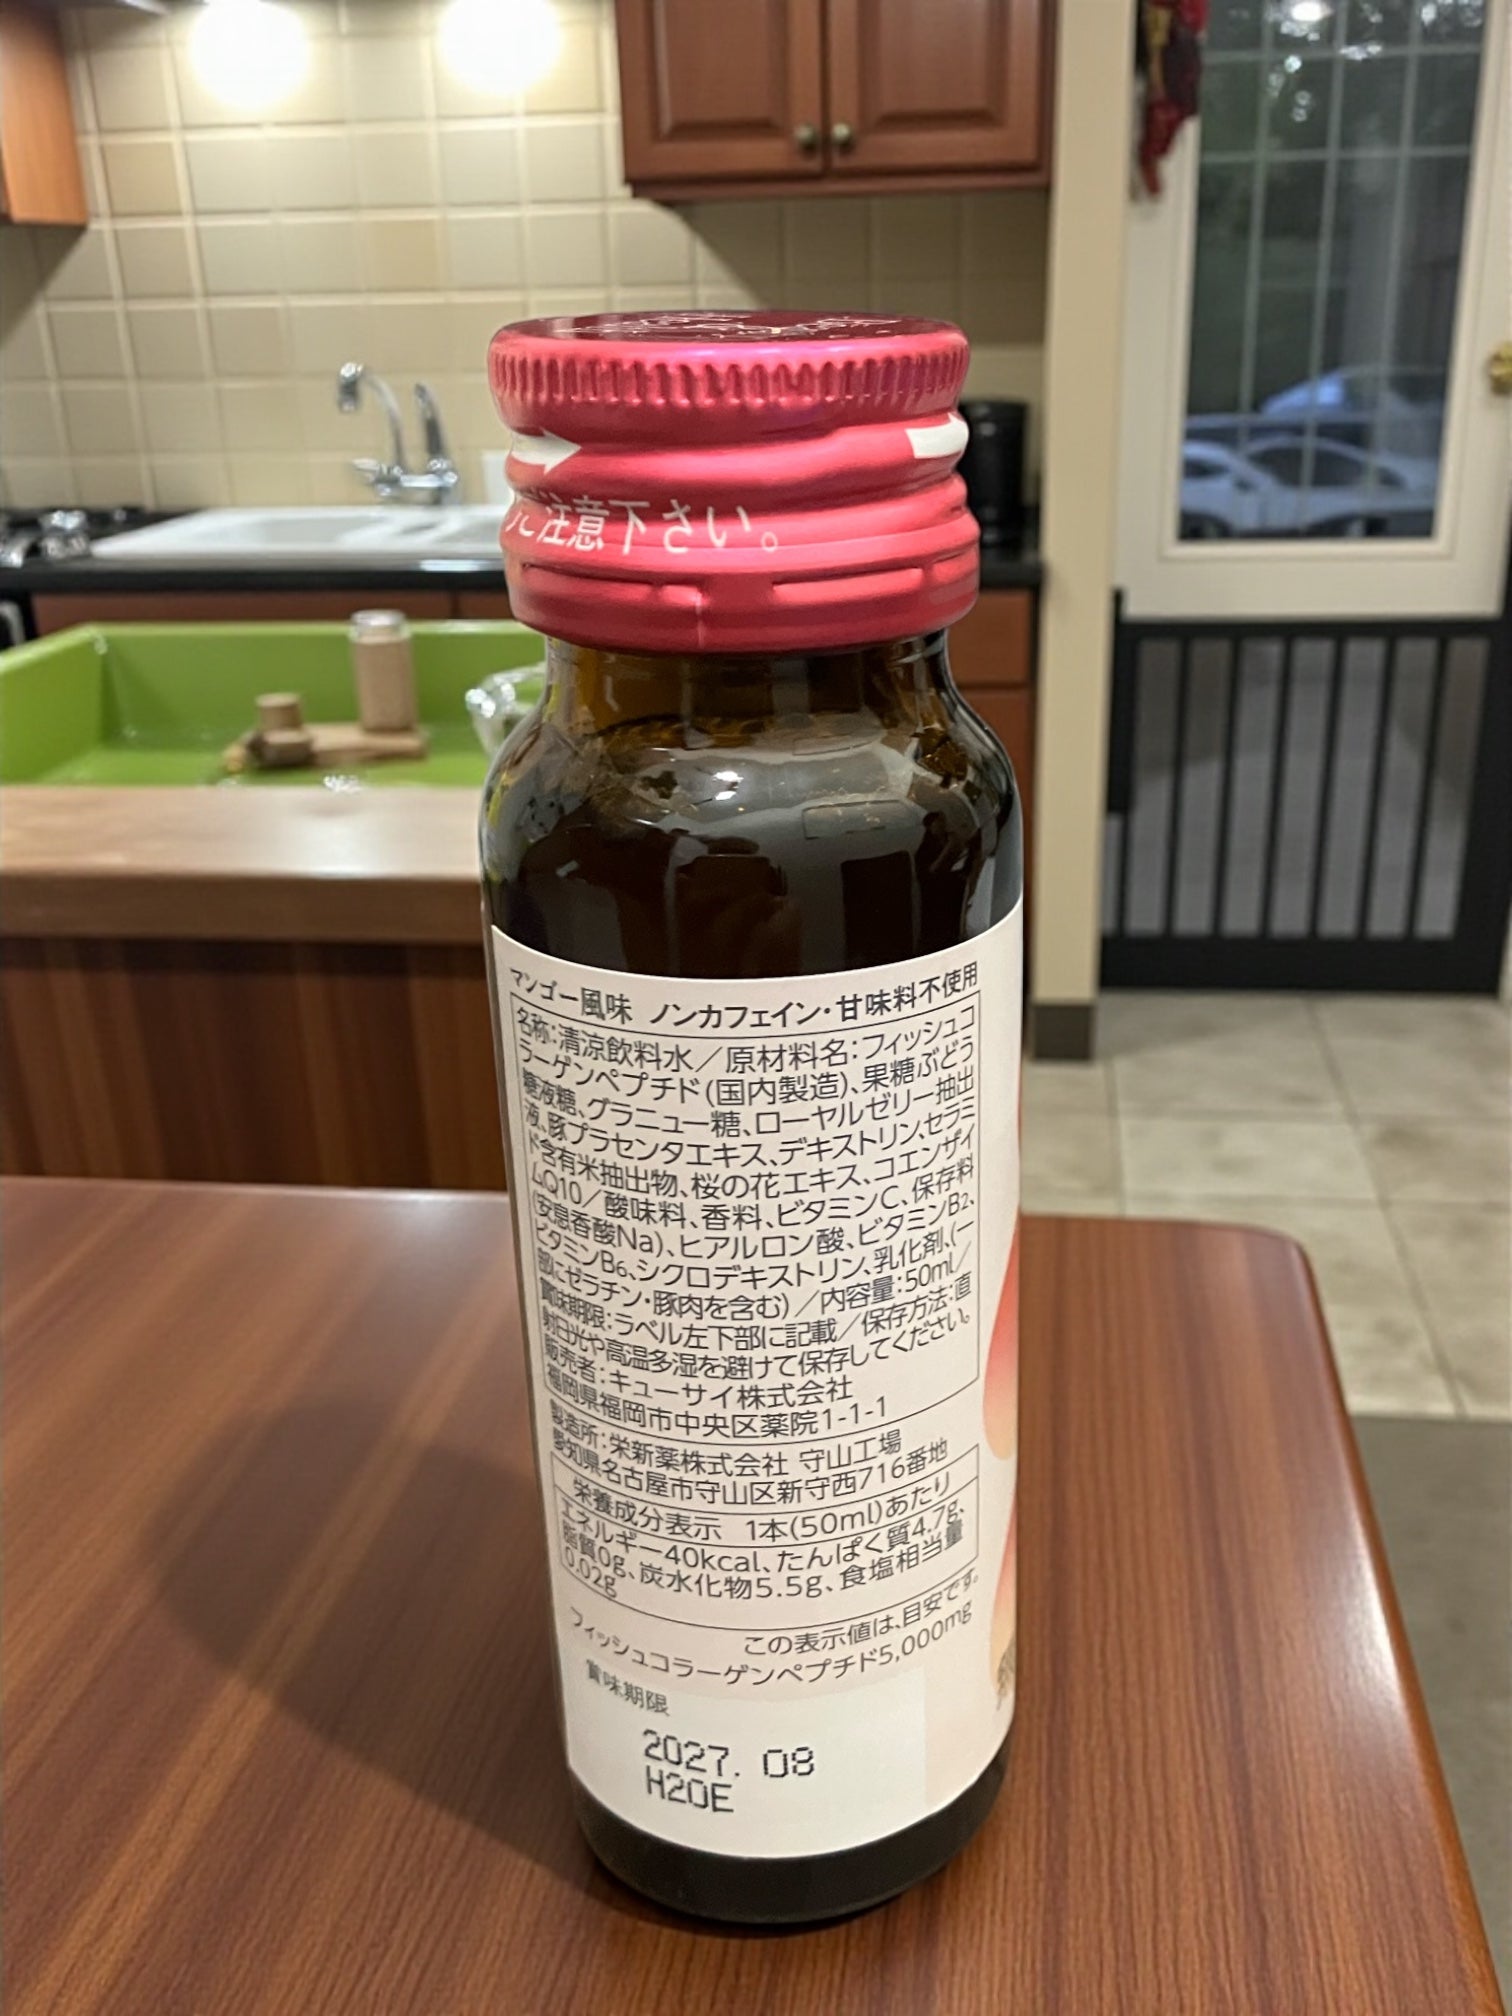 ご注意下さい。
マンゴー風味 ノンカフェイン・甘味料不使用
名称:清涼飲料水/原材料名:フィッシュコ
ラーゲンペプチド(国内製造)、果糖ぶどう
糖液糖、グラニュー糖、ローヤルゼリー抽出
液、豚プラセンタエキス、デキストリン、セラミ
ド含有米抽出物、桜の花エキス、コエンザイ
ムQ10/酸味料、香料、ビタミンC、保存料
(安息香酸Na)、ヒアルロン酸、ビタミンB₂、
ビタミンB₆、シクロデキストリン、乳化剤、(一
部にゼラチン・豚肉を含む)/内容量:50ml/
賞味期限:ラベル左下部に記載/保存方法:直
射日光や高温多湿を避けて保存してください。
販売者:キューサイ株式会社
福岡県福岡市中央区薬院1-1-1
製造所:栄新薬株式会社 守山工場
愛知県名古屋市守山区新守西716番地
栄養成分表示 1本(50ml)あたり
エネルギー40kcal、たんぱく質4.7g、
脂質0g、炭水化物5.5g、食塩相当量
0.02g
この表示値は、目安です。
フィッシュコラーゲンペプチド5,000mg
賞味期限
2027. 08
H20E